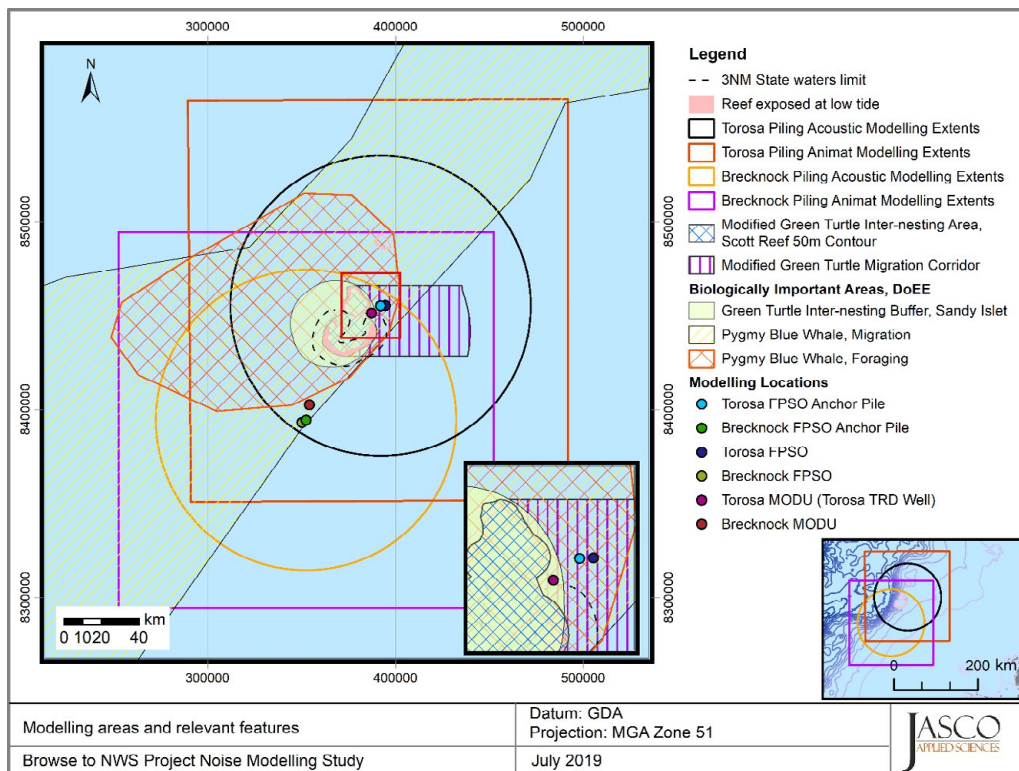 300000
400000
500000
N
8500000
8400000
8300000
km
0 1020 40
300000
400000
500000
Legend
3NM State waters limit
Reef exposed at low tide
Torosa Piling Acoustic Modelling Extents
Torosa Piling Animat Modelling Extents
Brecknock Piling Acoustic Modelling Extents
Brecknock Piling Animat Modelling Extents
Modified Green Turtle Inter-nesting Area,
Scott Reef 50m Contour
Modified Green Turtle Migration Corridor
Biologically Important Areas, DoEE
Green Turtle Inter-nesting Buffer, Sandy Islet
Pygmy Blue Whale, Migration
Pygmy Blue Whale, Foraging
Modelling Locations
Torosa FPSO Anchor Pile
Brecknock FPSO Anchor Pile
Torosa FPSO
Brecknock FPSO
Torosa MODU (Torosa TRD Well)
Brecknock MODU
8500000
8400000
8300000
0 200 km
Modelling areas and relevant features
Datum: GDA
Projection: MGA Zone 51
Browse to NWS Project Noise Modelling Study
July 2019
JASCO
APPLIED SCIENCES